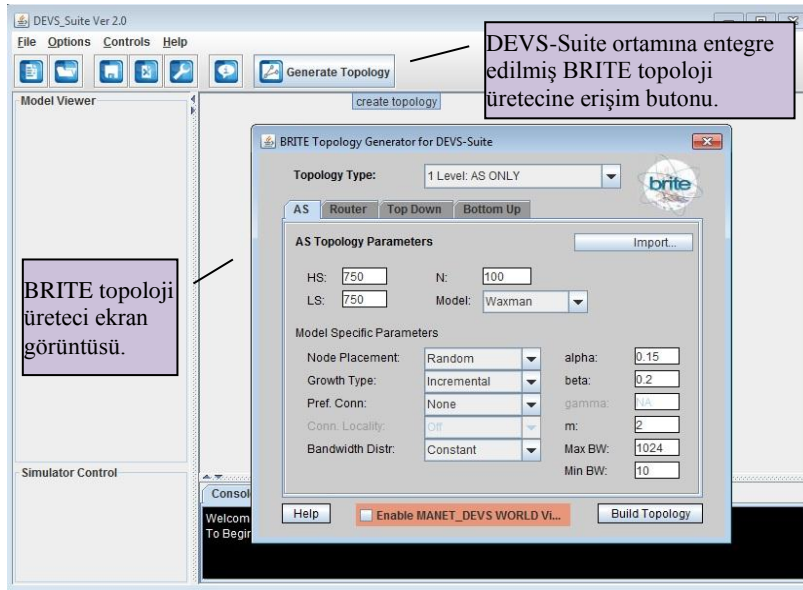 DEVS_Suite Ver 2.0
File Options Controls Help
Generate Topology
DEVS-Suite ortamına entegre
edilmiş BRITE topoloji
üretecine erişim butonu.
Model Viewer
create topology
BRITE Topology Generator for DEVS-Suite
Topology Type: 1 Level: AS ONLY
brite
AS Router Top Down Bottom Up
AS Topology Parameters Import...
HS: 750 N: 100
LS: 750 Model: Waxman
BRITE topoloji
üreteci ekran
görüntüsü.
Model Specific Parameters
Node Placement: Random alpha: 0.15
Growth Type: Incremental beta: 0.2
Pref. Conn: None gamma: NA
Conn. Locality: Off m: 2
Bandwidth Distr: Constant Max BW: 1024
Min BW: 10
Simulator Control
Consol
Help Enable MANET_DEVS WORLD Vi... Build Topology
Welcom
To Begir